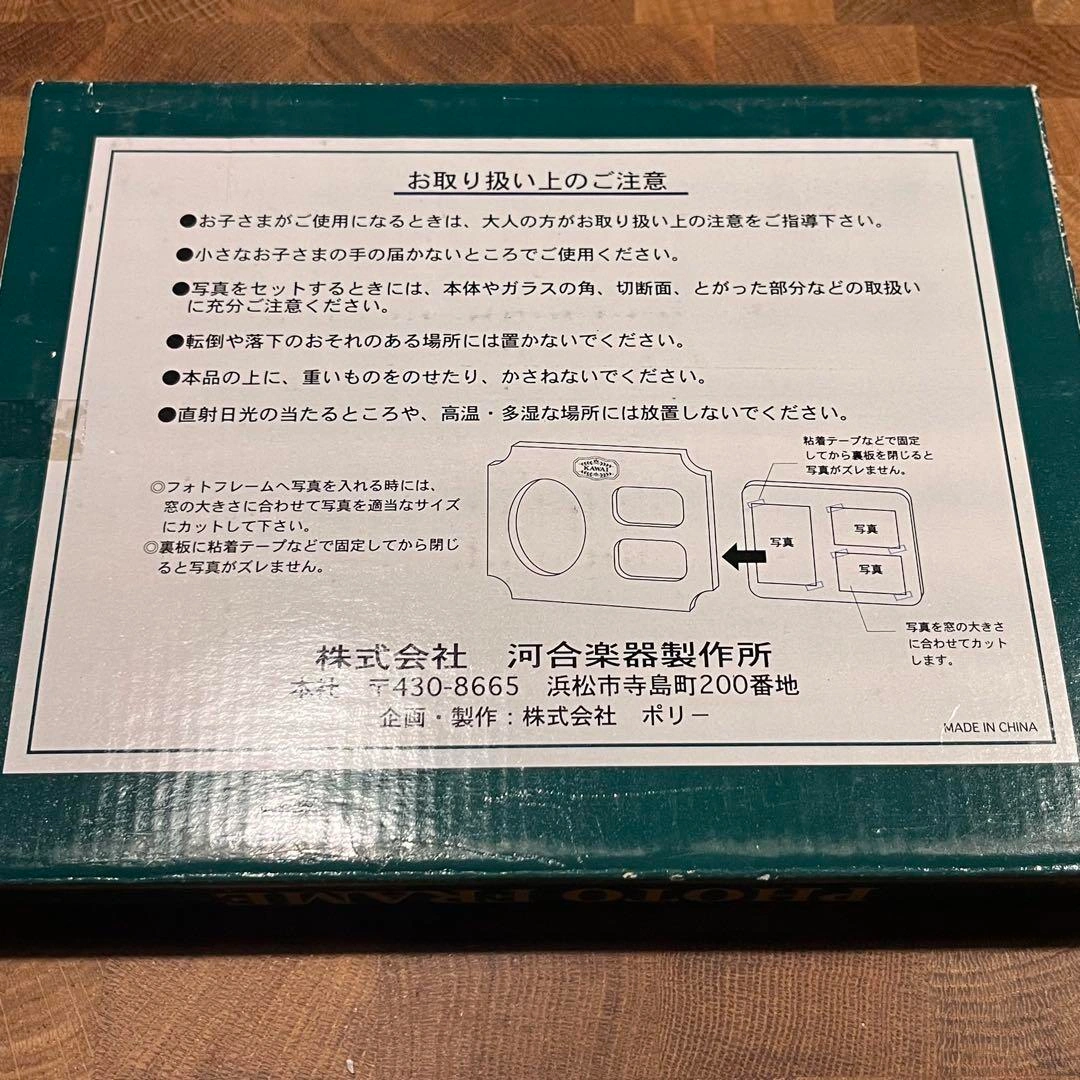 お取り扱い上のご注意
●お子さまがご使用になるときは、大人の方がお取り扱い上の注意をご指導下さい。
●小さなお子さまの手の届かないところでご使用ください。
●写真をセットするときには、本体やガラスの角、切断面、とがった部分などの取扱い
に充分ご注意ください。
●転倒や落下のおそれのある場所には置かないでください。
●本品の上に、重いものをのせたり、かさねないでください。
●直射日光の当たるところや、高温・多湿な場所には放置しないでください。
◎フォトフレームへ写真を入れる時には、
窓の大きさに合わせて写真を適当なサイズ
にカットして下さい。
◎裏板に粘着テープなどで固定してから閉じ
ると写真がズレません。
KAWAI
粘着テープなどで固定
してから裏板を閉じると
写真がズレません。
写真
写真
写真
写真を窓の大きさ
に合わせてカット
します。
株式会社　河合楽器製作所
本社　〒430-8665　浜松市寺島町200番地
企画・製作：株式会社　ポリー
MADE IN CHINA
PHOTO FRAME